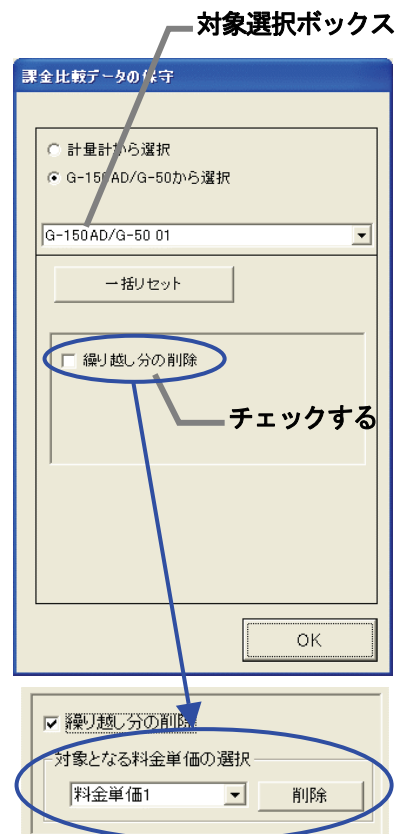 対象選択ボックス
課金比較データの保守
計量計から選択
G-150AD/G-50から選択
G-150AD/G-50 01
一括リセット
繰り越し分の削除
チェックする
OK
繰り越し分の削除
対象となる料金単価の選択
料金単価1
削除